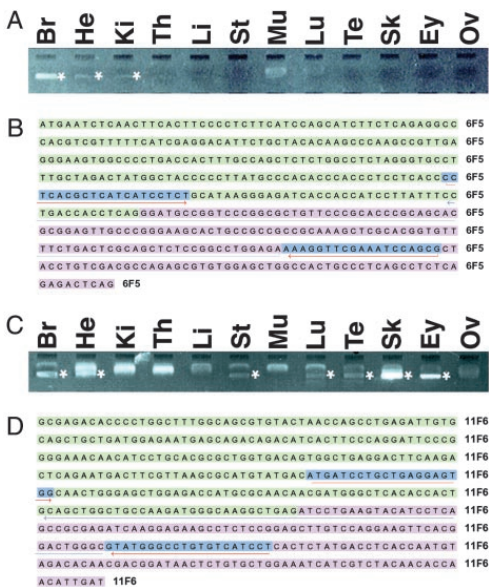 A Br He Ki Th Li St Mu Lu Te Sk Ey Ov
* * *
B
ATGAATCTCAACTTCACTTCCCCTCTTCATCCAGCATCTTCTCAGAGGCC 6F5
CACGTCGTTTTTCATCGAGGACATTCTGCTACACAAGCCCAAGCCGTTGA 6F5
GGGAAGTGGCCCCTGACCACTTTGCCAGCTCTCTGGCCTCTAGGGTGCCT 6F5
TTGCTAGACTATGGCTACCCCCTTATGCCCACACCCACCCTCCTCACCCC 6F5
TCACGCTCATCATCCTCTGCATAAGGGAGATCACCACCATCCTTATTTCC 6F5
TGACCACCTCAGGGATGCCGGTCCCGGCGCTGTTCCCGCACCCGCAGCAC 6F5
GCGGAGTTGCCCGGGAAGCACTGCCGCCGCCGCAAAGCTCGCACGGTGTT 6F5
TTCTGACTCGCAGCTCTCCGGCCTGGAGAAAAGGTTCGAAATCCAGCGCT 6F5
ACCTGTCGACGCCAGAGCGTGTGGAGCTGGCCACTGCCCTCAGCCTCTCA 6F5
GAGACTCAG 6F5
C Br He Ki Th Li St Mu Lu Te Sk Ey Ov
* * * * * * *
D
GCGAGACACCCCTGGCTTTGGCAGCGTGTACTAACCAGCCTGAGATTGTG 11F6
CAGCTGCTGATGGAGAATGAGCAGACAGACATCACTTCCCAGGATTCCCG 11F6
GGGAAACAACATCCTGCACGCGCTGGTGACAGTGGCTGAGGACTTCAAGA 11F6
CTCAGAATGACTTCGTTAAGCGCATGTATGACATGATCCTGCTGAGGAGT 11F6
GGCAACTGGGAGCTGGAGACCATGCGCAACAACGATGGGCTCACACCACT 11F6
GCAGCTGGCTGCCAAGATGGGCAAGGCTGAGATCCTGAAGTACATCCTCA 11F6
GCCGCGAGATCAAGGAGAAGCCTCTCCGGAGCTTGTCCAGGAAGTTCACG 11F6
GACTGGGCGTATGGGCCTGTGTCATCCTCACTCTATGACCTCACCAATGT 11F6
AGACACAACGACGGATAACTCTGTGCTGGAAATCATCGTCTACAACACCA 11F6
ACATTGAT 11F6